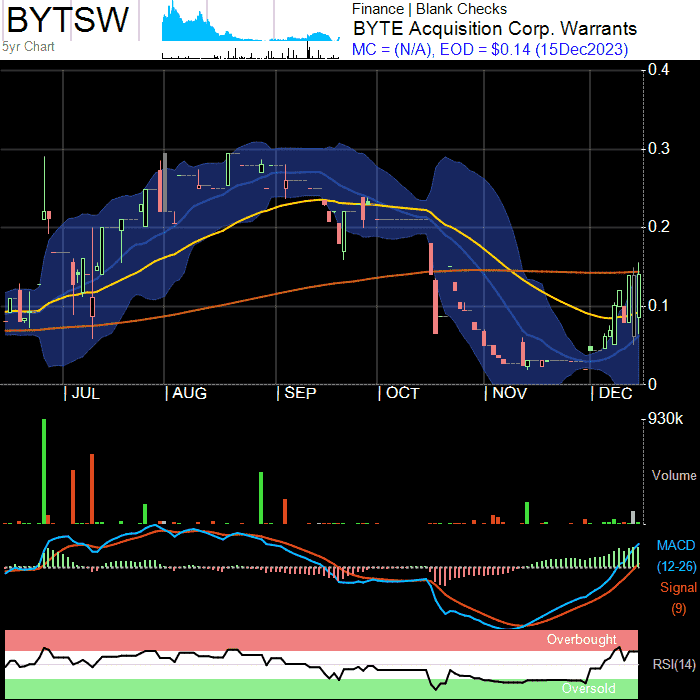 BYTSW
5yr Chart
Finance | Blank Checks
BYTE Acquisition Corp. Warrants
MC = (N/A), EOD = $0.14 (15Dec2023)
0.4
0.3
0.2
0.1
0
| JUL | AUG | SEP | OCT | NOV | DEC
930k
Volume
MACD
(12-26)
Signal
(9)
Overbought
RSI(14)
Oversold